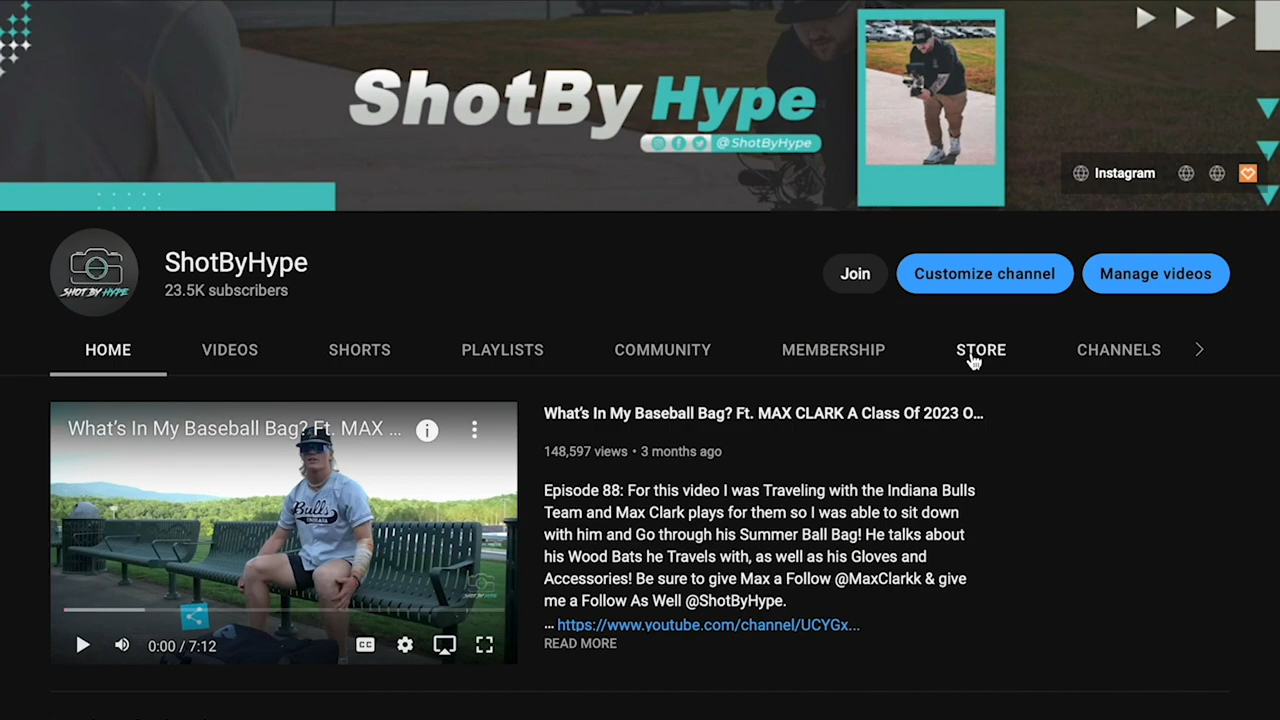 ShotBy Hype
@ShotByHype
Instagram
SHOT BY HYPE
ShotByHype
23.5K subscribers
Join
Customize channel
Manage videos
HOME
VIDEOS
SHORTS
PLAYLISTS
COMMUNITY
MEMBERSHIP
STORE
CHANNELS
What's In My Baseball Bag? Ft. MAX ...
Bulls
INDIANA
0:00 / 7:12
CC
What's In My Baseball Bag? Ft. MAX CLARK A Class Of 2023 O...
148,597 views • 3 months ago
Episode 88: For this video I was Traveling with the Indiana Bulls
Team and Max Clark plays for them so I was able to sit down
with him and Go through his Summer Ball Bag! He talks about
his Wood Bats he Travels with, as well as his Gloves and
Accessories! Be sure to give Max a Follow @MaxClarkk & give
me a Follow As Well @ShotByHype.
... https://www.youtube.com/channel/UCYGx...
READ MORE